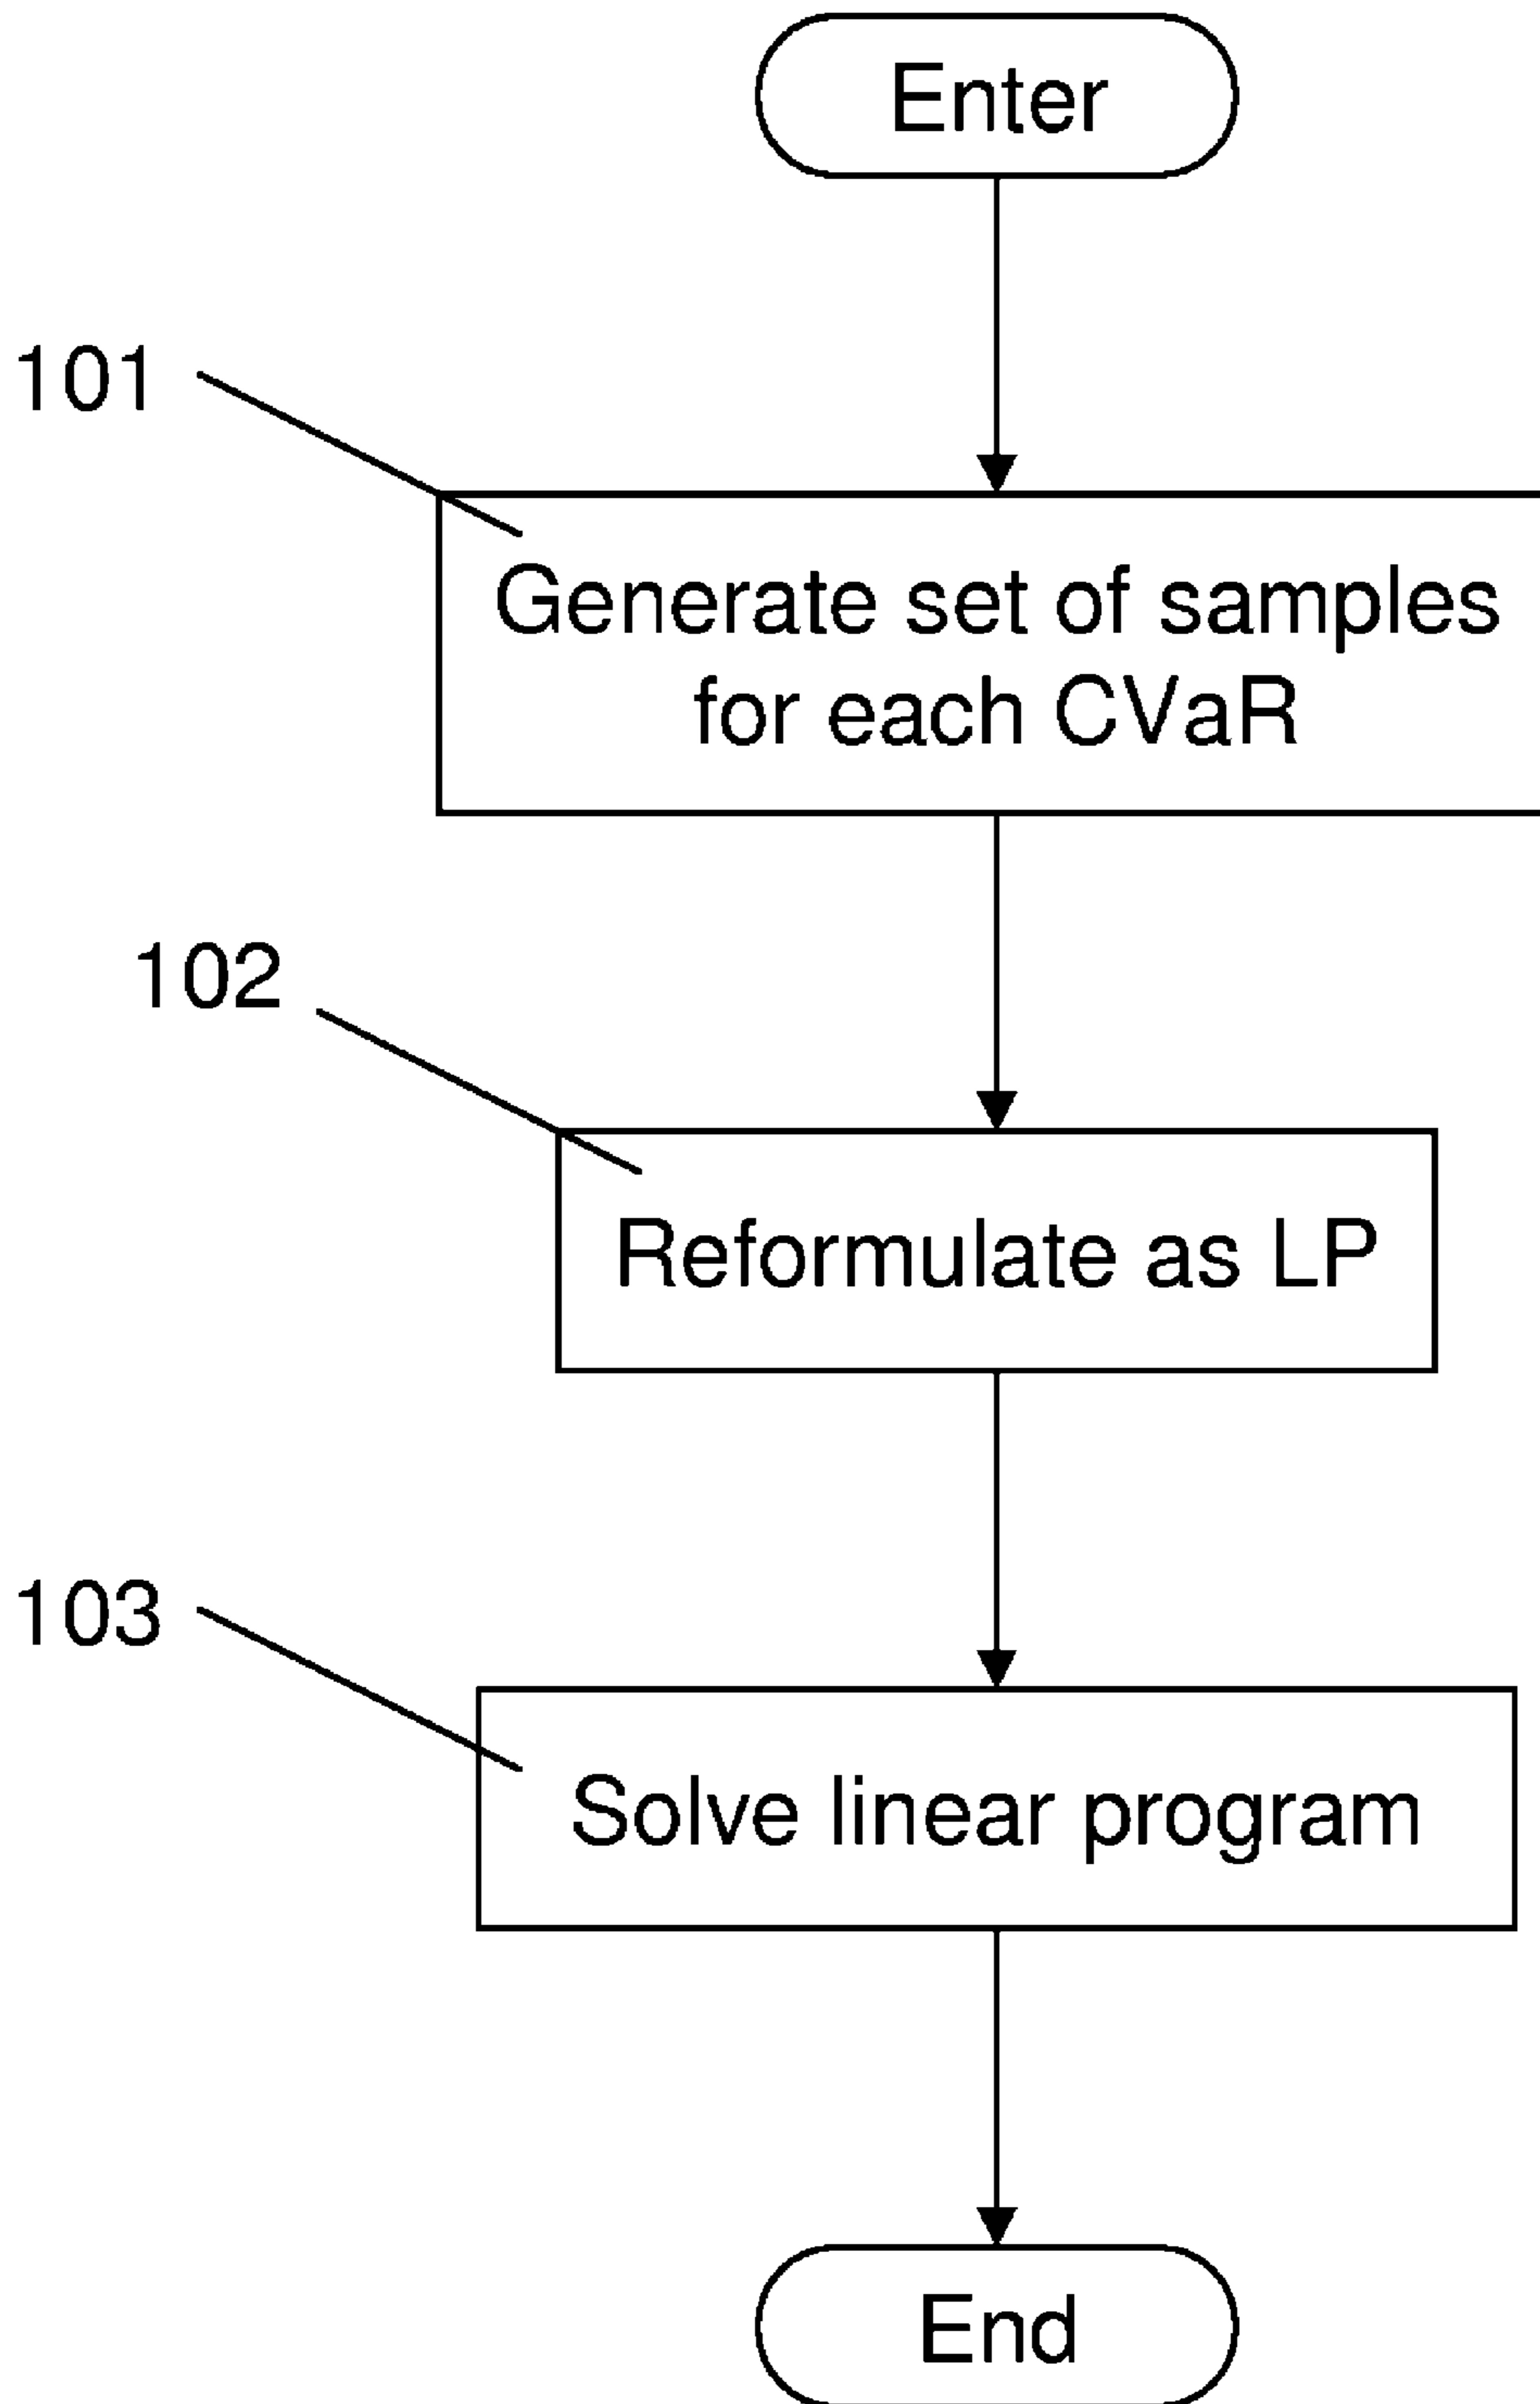 Enter
101
Generate set of samples
for each CVaR
102
Reformulate as LP
103
Solve linear program
End